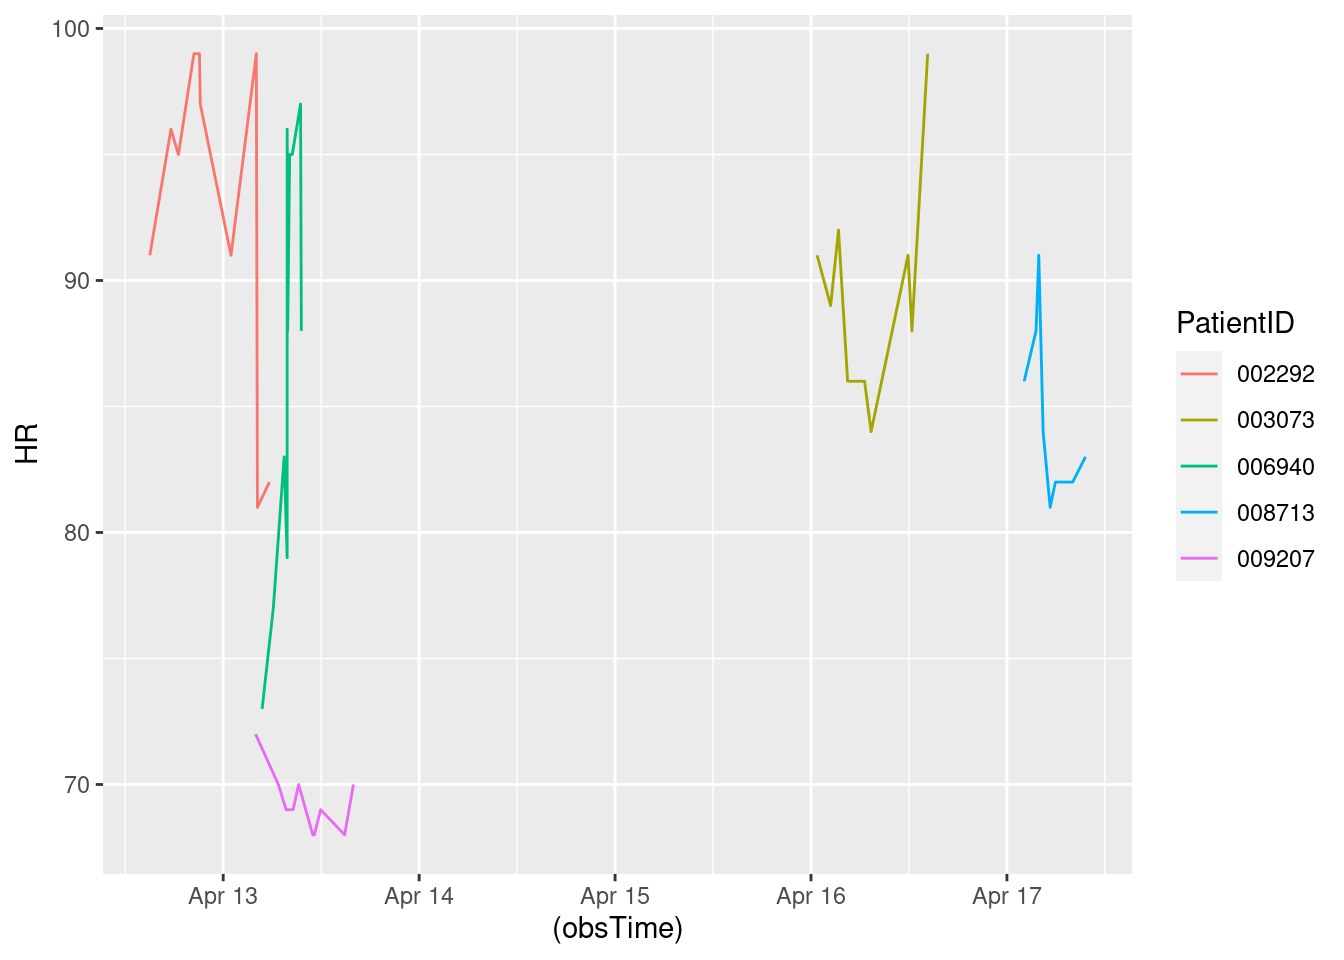 100
90
80
70
HR
Apr 13
Apr 14
Apr 15
Apr 16
Apr 17
(obsTime)
PatientID
002292
003073
006940
008713
009207